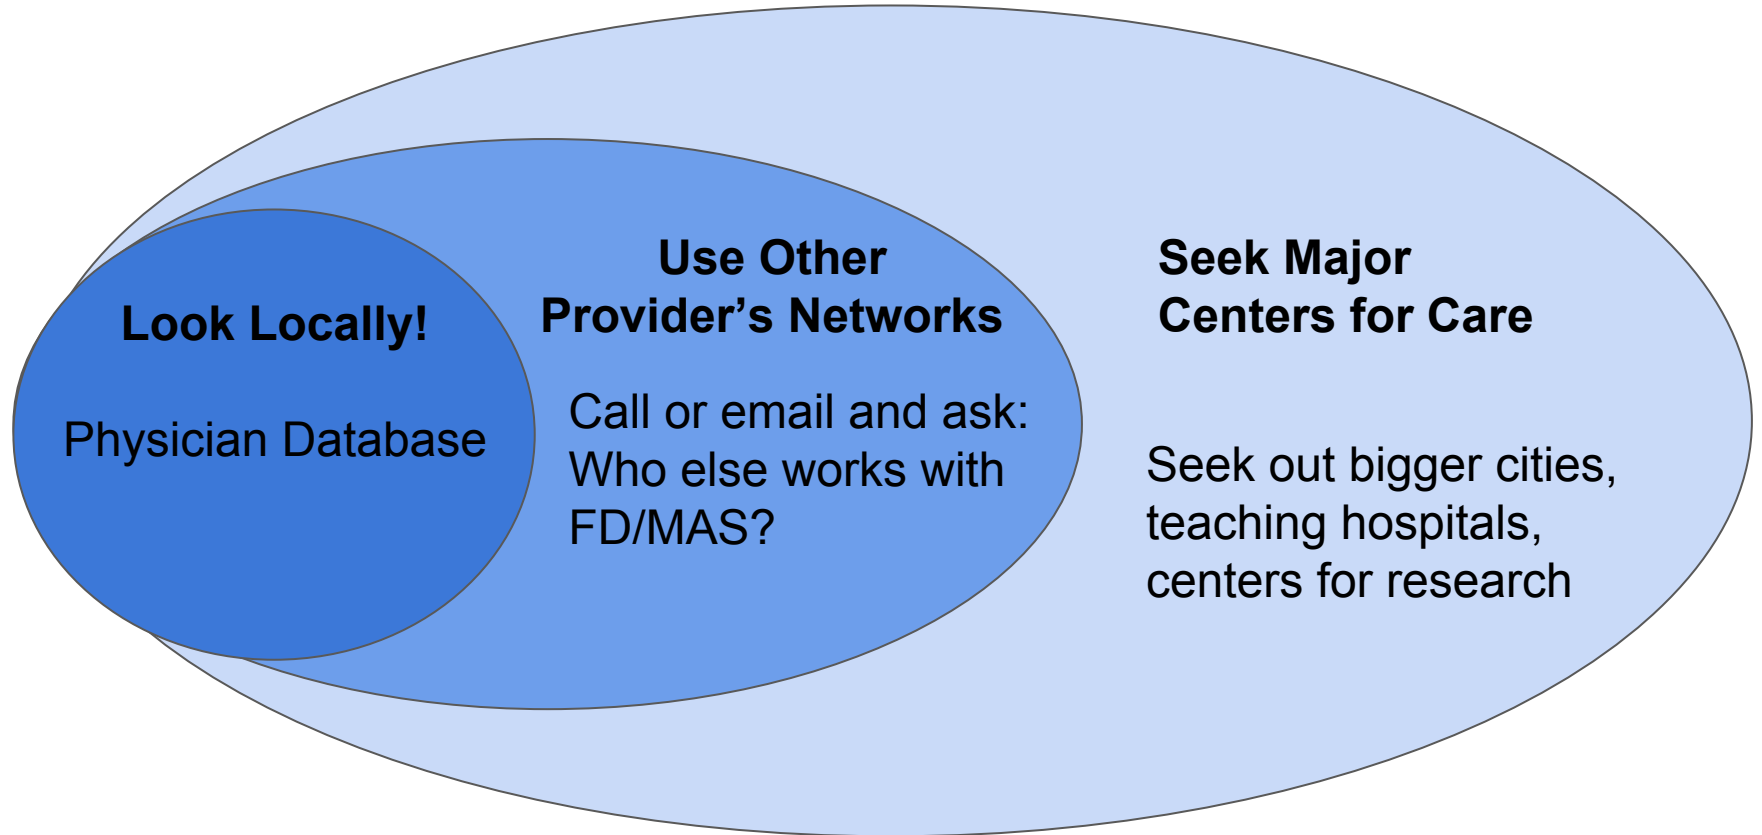 Look Locally!
Physician Database
Use Other
Provider’s Networks
Call or email and ask:
Who else works with
FD/MAS?
Seek Major
Centers for Care
Seek out bigger cities,
teaching hospitals,
centers for research